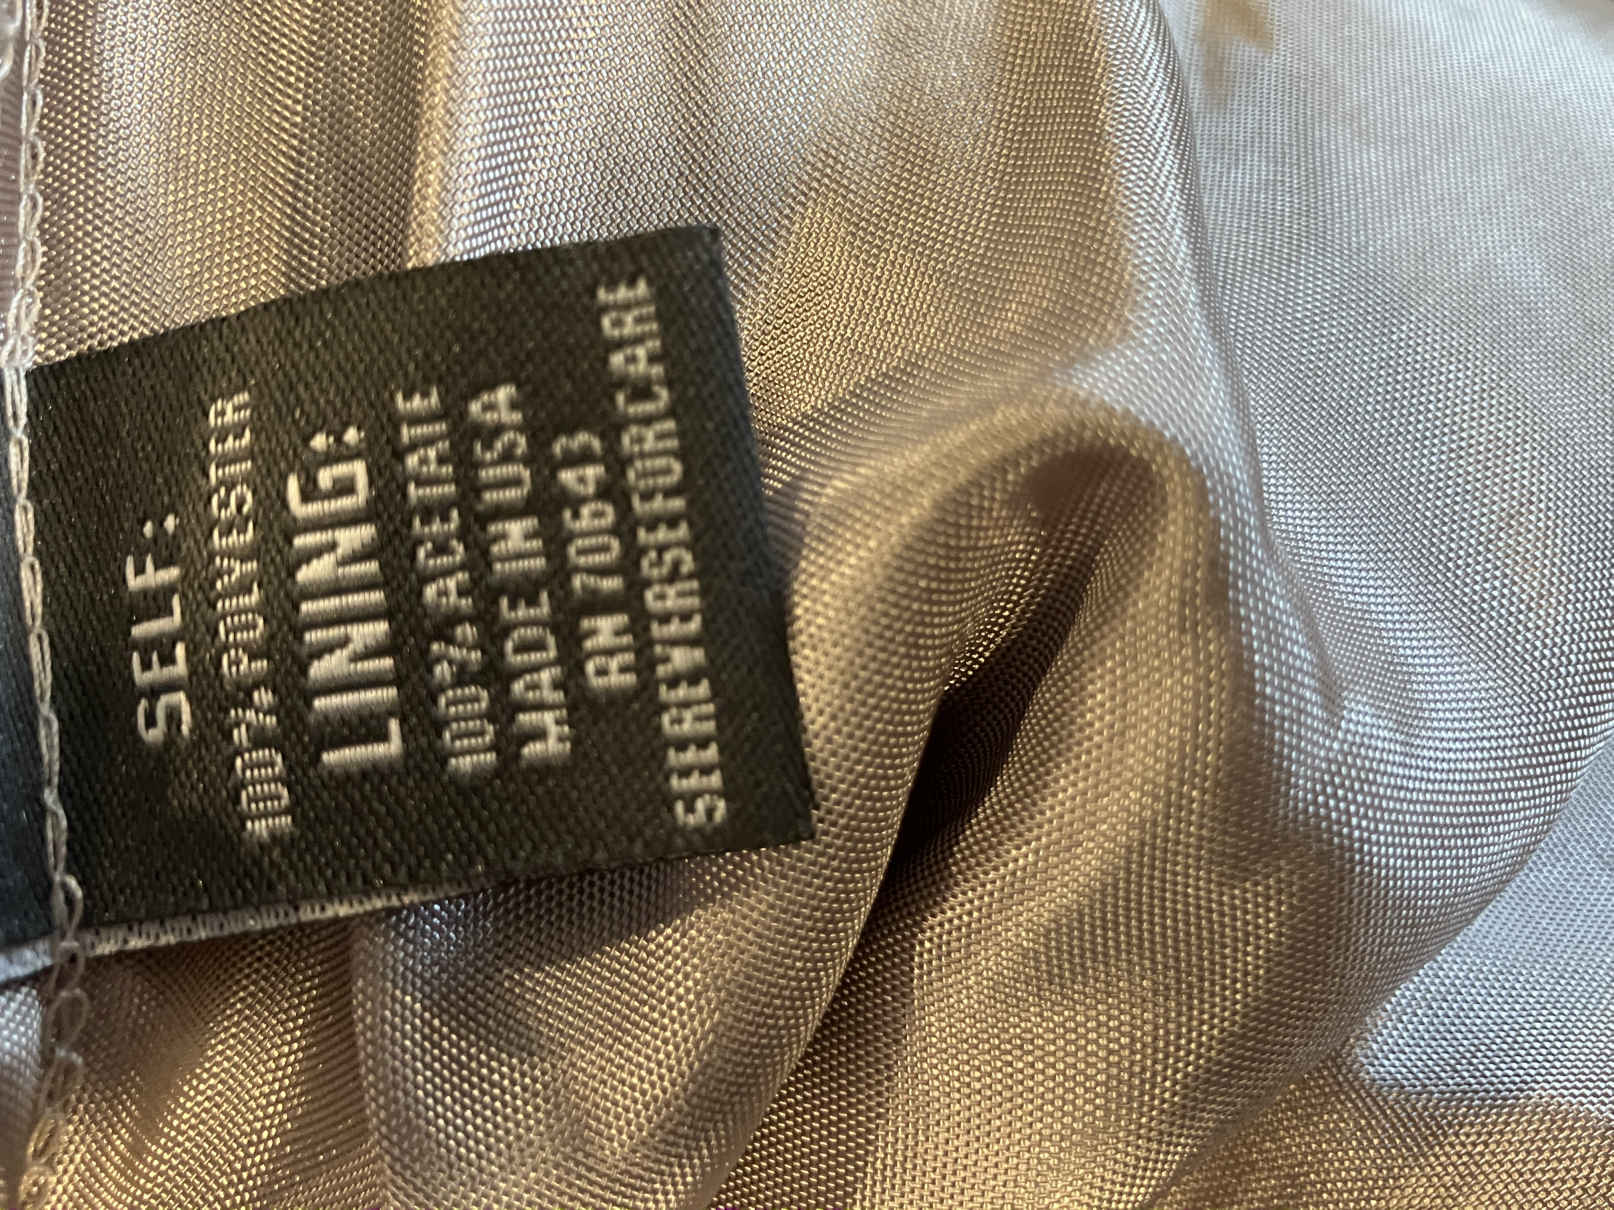 SELF:
100% POLYESTER
LINING:
100% ACETATE
MADE IN USA
RN 70643
SEEREVERSEFORCARE